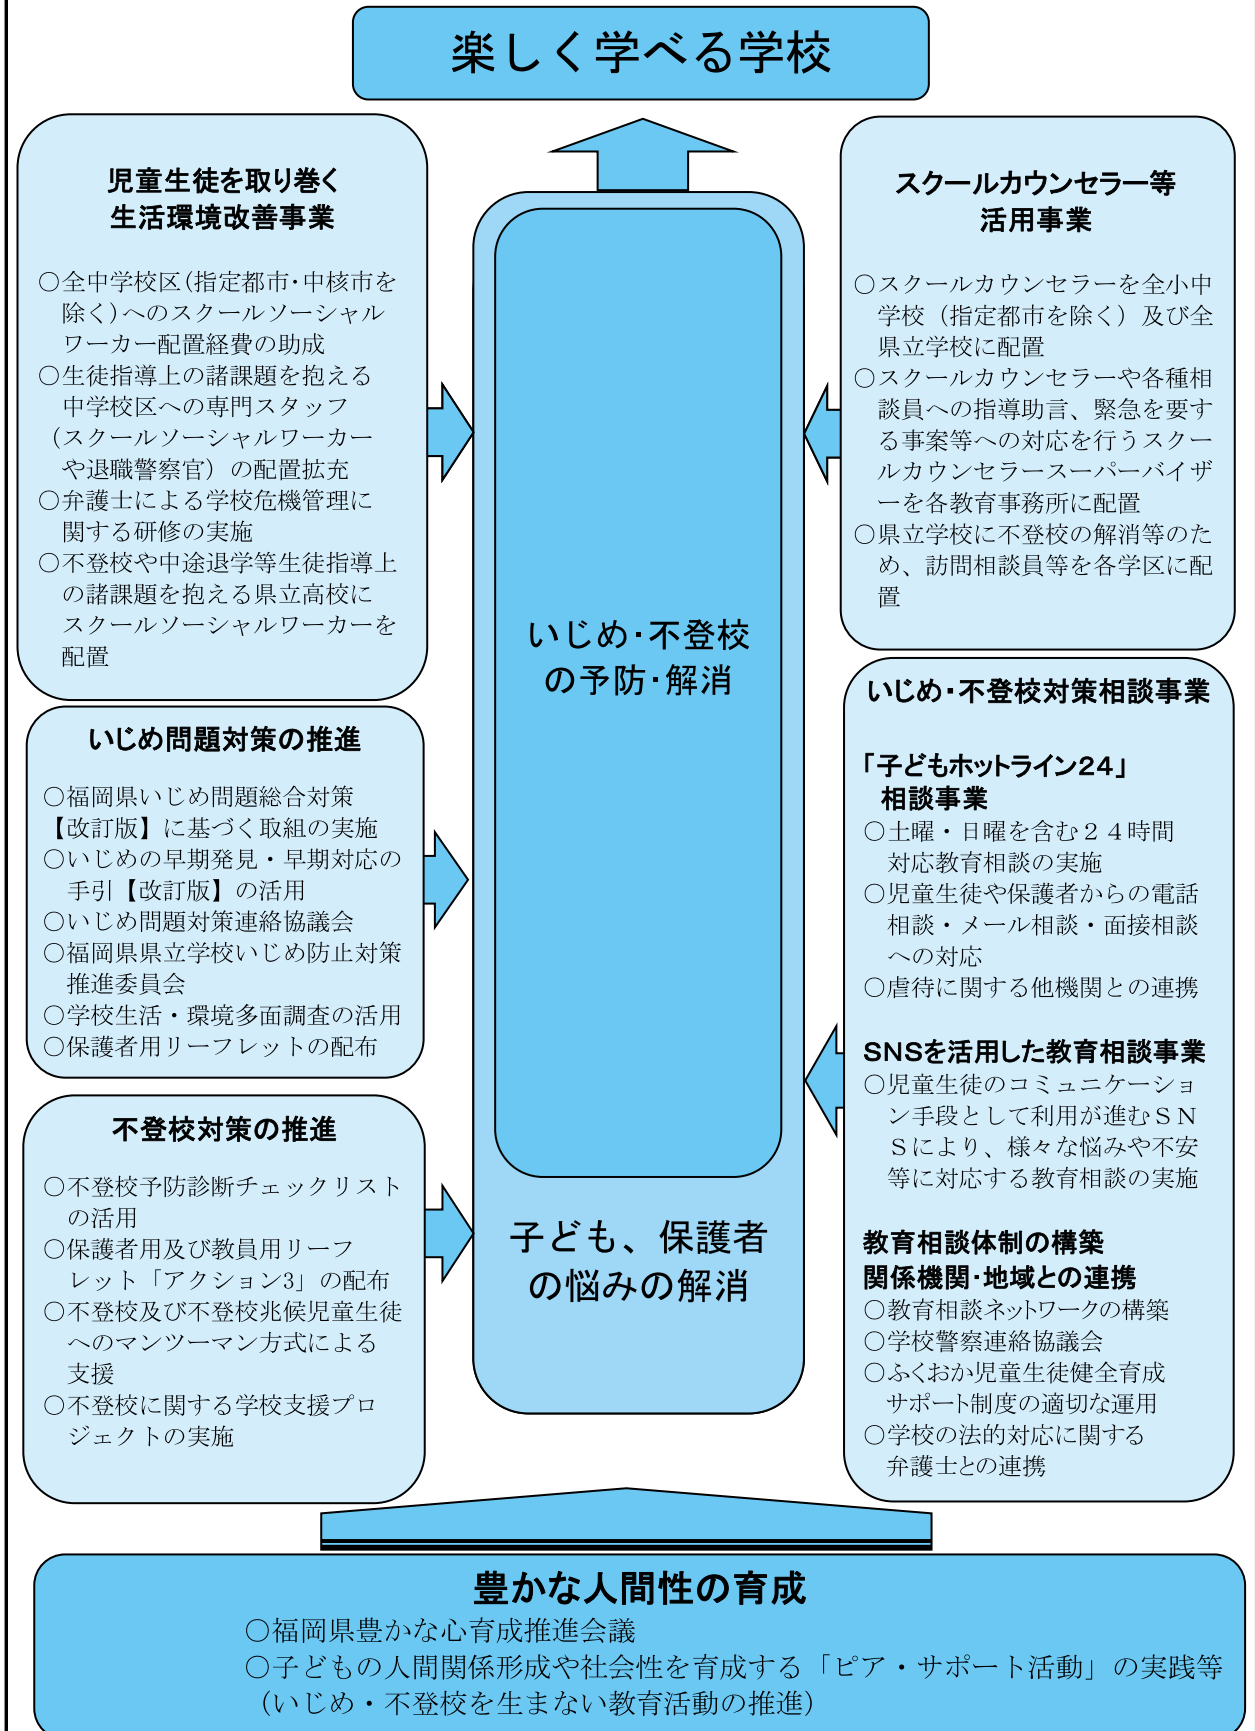 楽しく学べる学校
児童生徒を取り巻く
生活環境改善事業
○全中学校区(指定都市・中核市を
除く)へのスクールソーシャル
ワーカー配置経費の助成
○生徒指導上の諸課題を抱える
中学校区への専門スタッフ
（スクールソーシャルワーカー
や退職警察官）の配置拡充
○弁護士による学校危機管理に
関する研修の実施
○不登校や中途退学等生徒指導上
の諸課題を抱える県立高校に
スクールソーシャルワーカーを
配置
いじめ問題対策の推進
○福岡県いじめ問題総合対策
【改訂版】に基づく取組の実施
○いじめの早期発見・早期対応の
手引【改訂版】の活用
○いじめ問題対策連絡協議会
○福岡県県立学校いじめ防止対策
推進委員会
○学校生活・環境多面調査の活用
○保護者用リーフレットの配布
不登校対策の推進
○不登校予防診断チェックリスト
の活用
○保護者用及び教員用リーフ
レット「アクション3」の配布
○不登校及び不登校兆候児童生徒
へのマンツーマン方式による
支援
○不登校に関する学校支援プロ
ジェクトの実施
いじめ・不登校
の予防・解消
子ども、保護者
の悩みの解消
スクールカウンセラー等
活用事業
○スクールカウンセラーを全小中
学校（指定都市を除く）及び全
県立学校に配置
○スクールカウンセラーや各種相
談員への指導助言、緊急を要す
る事案等への対応を行うスクー
ルカウンセラースーパーバイザ
ーを各教育事務所に配置
○県立学校に不登校の解消等のた
め、訪問相談員等を各学区に配
置
いじめ・不登校対策相談事業
「子どもホットライン24」
相談事業
○土曜・日曜を含む２４時間
対応教育相談の実施
○児童生徒や保護者からの電話
相談・メール相談・面接相談
への対応
○虐待に関する他機関との連携
SNSを活用した教育相談事業
○児童生徒のコミュニケーショ
ン手段として利用が進むＳＮ
Ｓにより、様々な悩みや不安
等に対応する教育相談の実施
教育相談体制の構築
関係機関・地域との連携
○教育相談ネットワークの構築
○学校警察連絡協議会
○ふくおか児童生徒健全育成
サポート制度の適切な運用
○学校の法的対応に関する
弁護士との連携
豊かな人間性の育成
○福岡県豊かな心育成推進会議
○子どもの人間関係形成や社会性を育成する「ピア・サポート活動」の実践等
（いじめ・不登校を生まない教育活動の推進）